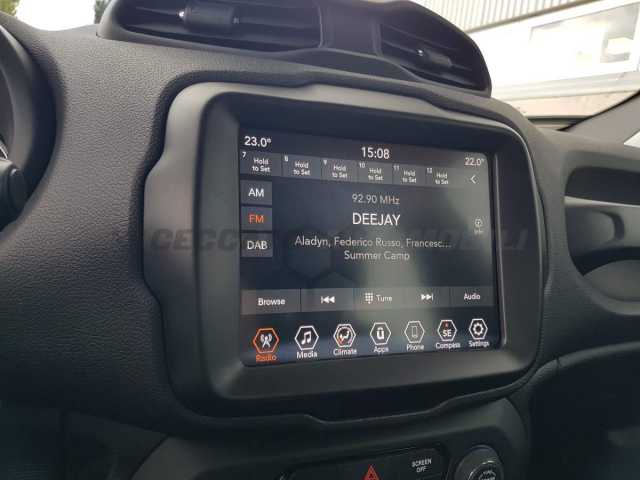 23.0°
15:08
22.0°
7 Hold to Set
8 Hold to Set
9 Hold to Set
10 Hold to Set
11 Hold to Set
12 Hold to Set
AM
FM
DAB
92.90 MHz
DEEJAY
Aladyn, Federico Russo, Francesc...
Summer Camp
Info
Browse
Tune
Audio
Radio
Media
Climate
Apps
Phone
SE
Compass
Settings
SCREEN OFF